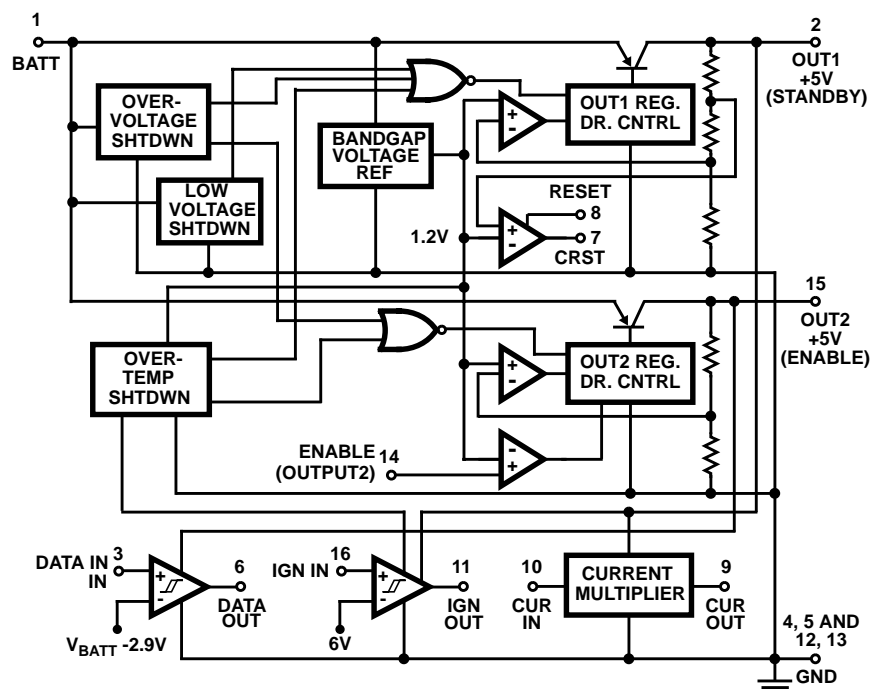 1
BATT
2
OUT1
+5V
(STANDBY)
OVER-
VOLTAGE
SHTDWN
LOW
VOLTAGE
SHTDWN
BANDGAP
VOLTAGE
REF
+
-
OUT1 REG.
DR. CNTRL
RESET
8
+
-
7
CRST
1.2V
15
OUT2
+5V
(ENABLE)
OVER-
TEMP
SHTDWN
+
-
OUT2 REG.
DR. CNTRL
ENABLE
(OUTPUT2)
14
-
+
DATA IN
IN
3
+
-
6
DATA
OUT
VBATT -2.9V
IGN IN
16
+
-
11
IGN
OUT
6V
10
CUR
IN
CURRENT
MULTIPLIER
9
CUR
OUT
4, 5 AND
12, 13
GND